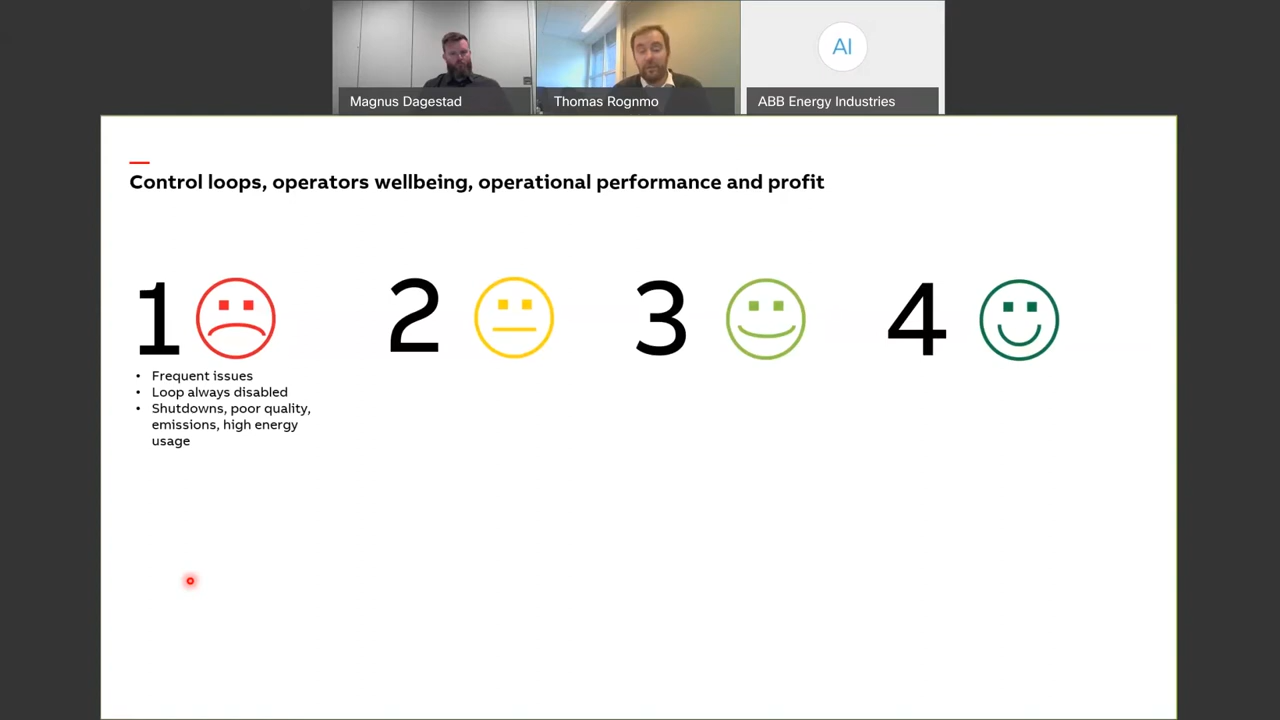 AI
Magnus Dagestad
Thomas Rognmo
ABB Energy Industries
Control loops, operators wellbeing, operational performance and profit
1
2
3
4
• Frequent issues
• Loop always disabled
• Shutdowns, poor quality,
emissions, high energy
usage